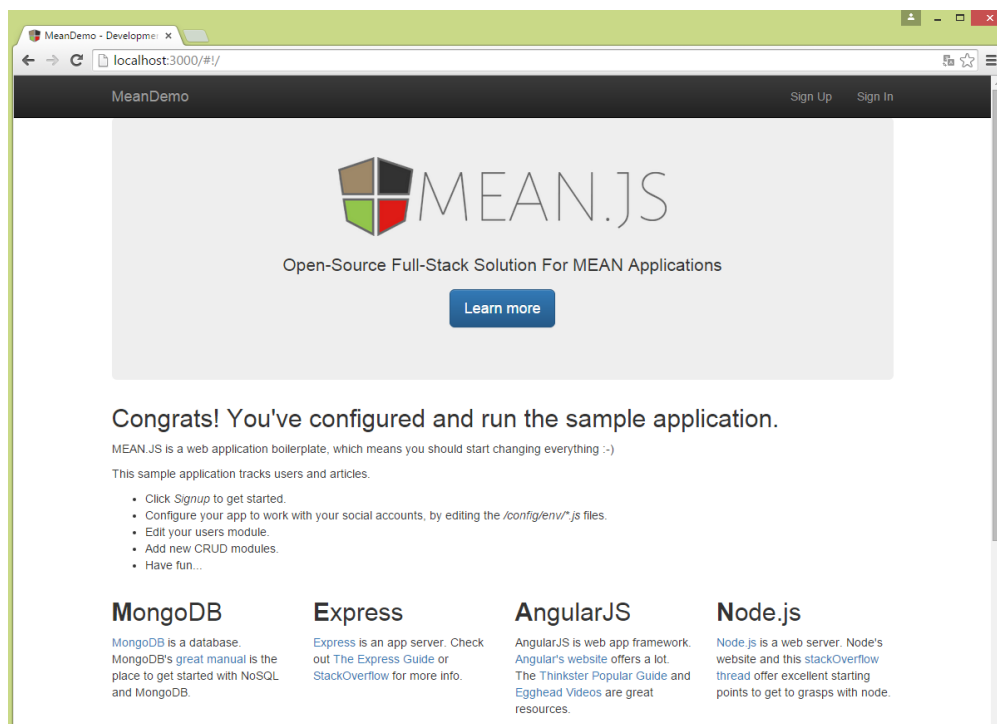 MeanDemo - Developmen
localhost:3000/#!/
MeanDemo Sign Up Sign In
MEAN.JS
Open-Source Full-Stack Solution For MEAN Applications
Learn more
Congrats! You've configured and run the sample application.
MEAN.JS is a web application boilerplate, which means you should start changing everything :-)
This sample application tracks users and articles.
• Click Signup to get started.
• Configure your app to work with your social accounts, by editing the /config/env/*.js files.
• Edit your users module.
• Add new CRUD modules.
• Have fun...
MongoDB
MongoDB is a database.
MongoDB's great manual is the
place to get started with NoSQL
and MongoDB.
Express
Express is an app server. Check
out The Express Guide or
StackOverflow for more info.
AngularJS
AngularJS is web app framework.
Angular's website offers a lot.
The Thinkster Popular Guide and
Egghead Videos are great
resources.
Node.js
Node.js is a web server. Node's
website and this stackOverflow
thread offer excellent starting
points to get to grasps with node.